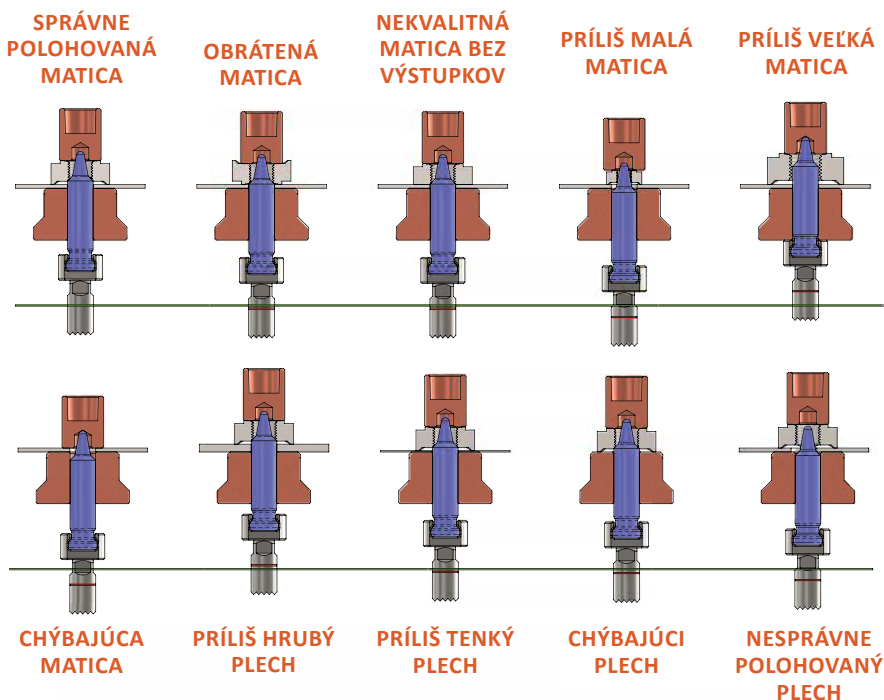 SPRÁVNE
POLOHOVANÁ
MATICA
OBRÁTENÁ
MATICA
NEKVALITNÁ
MATICA BEZ
VÝSTUPKOV
PRÍLIŠ MALÁ
MATICA
PRÍLIŠ VEĽKÁ
MATICA
CHÝBAJÚCA
MATICA
PRÍLIŠ HRUBÝ
PLECH
PRÍLIŠ TENKÝ
PLECH
CHÝBAJÚCI
PLECH
NESPRÁVNE
POLOHOVANÝ
PLECH